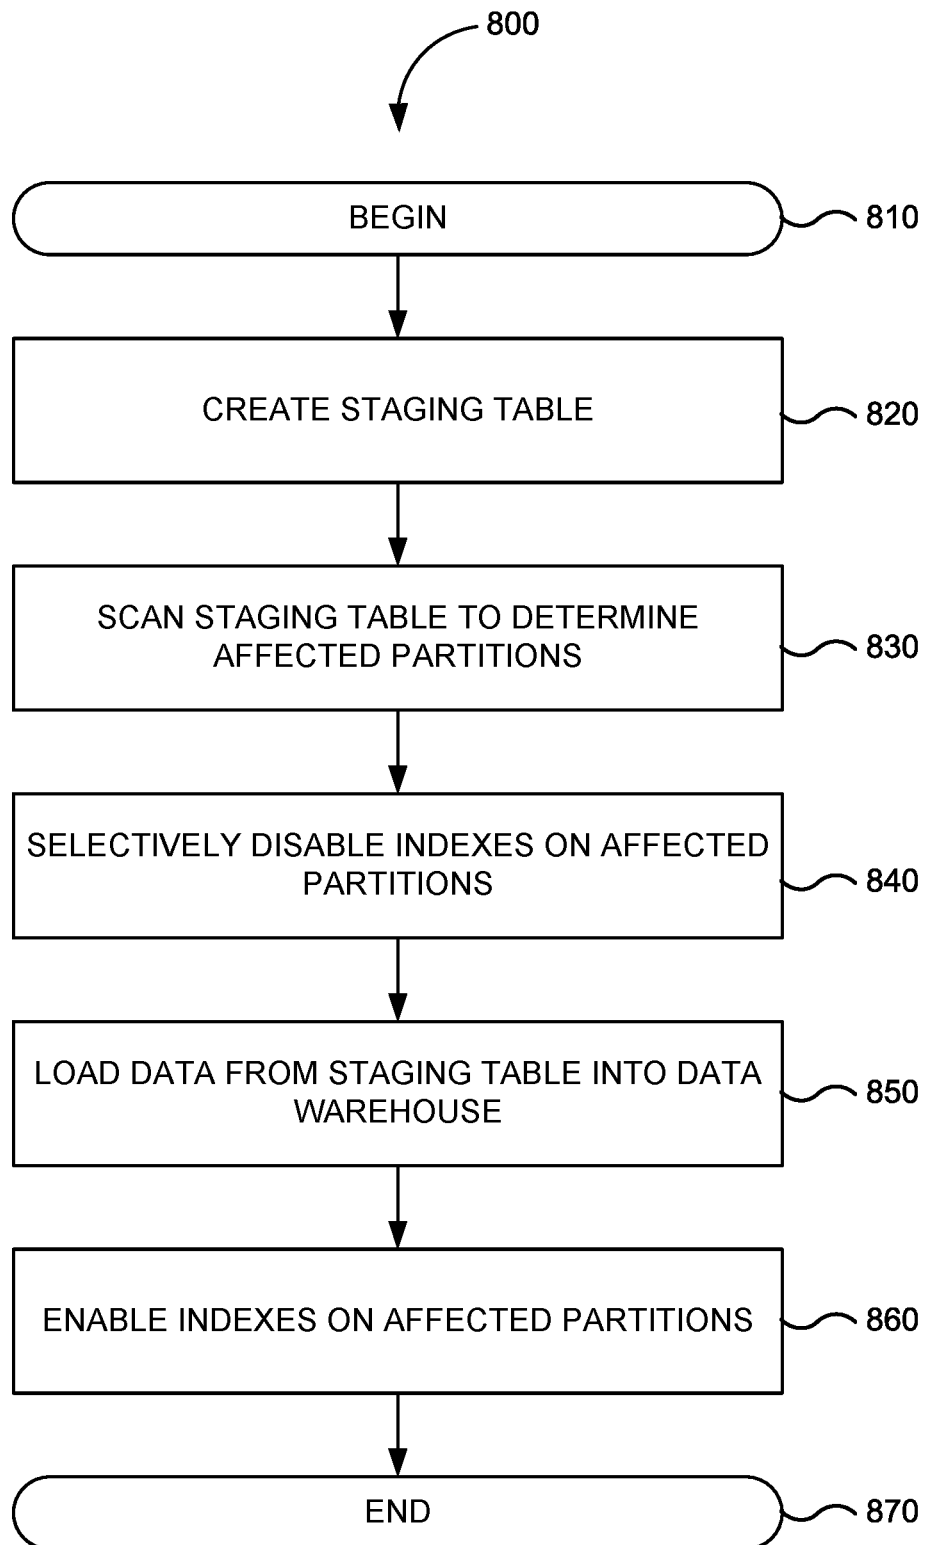 800
BEGIN
810
CREATE STAGING TABLE
820
SCAN STAGING TABLE TO DETERMINE
AFFECTED PARTITIONS
830
SELECTIVELY DISABLE INDEXES ON AFFECTED
PARTITIONS
840
LOAD DATA FROM STAGING TABLE INTO DATA
WAREHOUSE
850
ENABLE INDEXES ON AFFECTED PARTITIONS
860
END
870